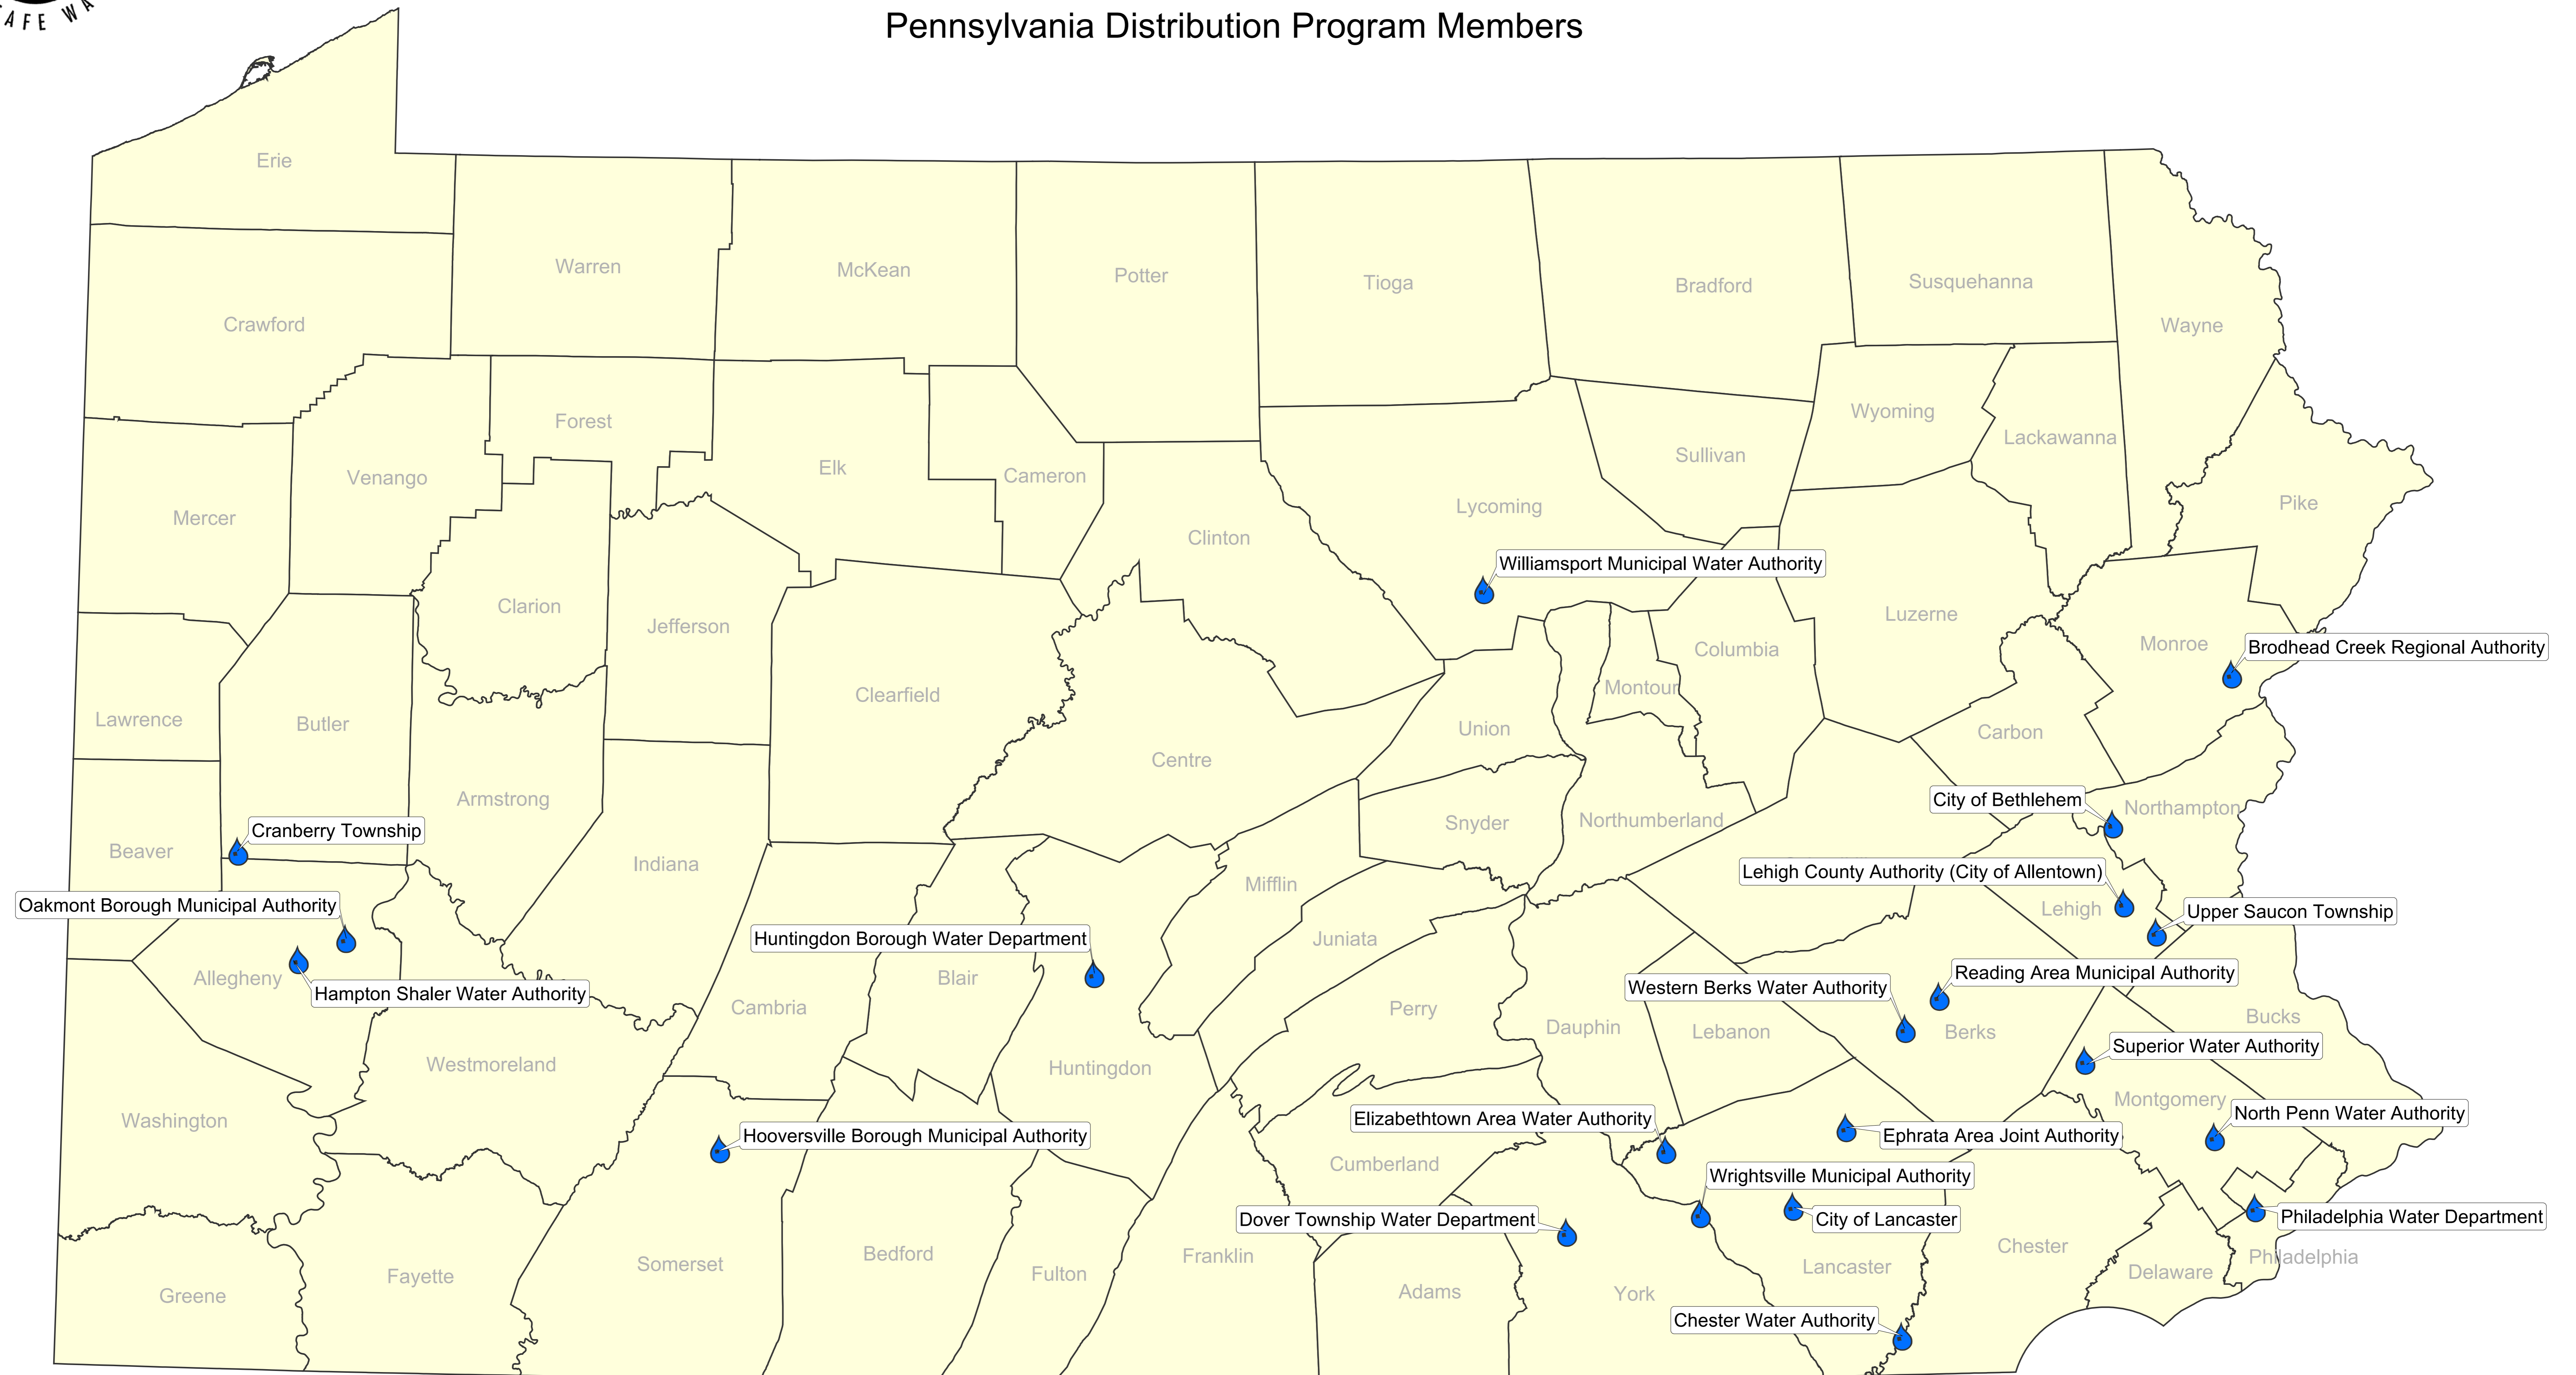 AFE WA
Pennsylvania Distribution Program Members
Erie
Warren
McKean
Potter
Tioga
Bradford
Susquehanna
Wayne
Crawford
Forest
Wyoming
Lackawanna
Venango
Elk
Cameron
Sullivan
Mercer
Lycoming
Pike
Clinton
Williamsport Municipal Water Authority
Clarion
Jefferson
Luzerne
Columbia
Monroe
Brodhead Creek Regional Authority
Lawrence
Butler
Clearfield
Montour
Union
Carbon
Centre
Armstrong
City of Bethlehem
Northampton
Cranberry Township
Beaver
Indiana
Snyder
Northumberland
Mifflin
Lehigh County Authority (City of Allentown)
Oakmont Borough Municipal Authority
Lehigh
Upper Saucon Township
Huntingdon Borough Water Department
Juniata
Allegheny
Blair
Reading Area Municipal Authority
Hampton Shaler Water Authority
Western Berks Water Authority
Cambria
Perry
Dauphin
Lebanon
Berks
Bucks
Westmoreland
Huntingdon
Superior Water Authority
Washington
Elizabethtown Area Water Authority
Montgomery
North Penn Water Authority
Hooversville Borough Municipal Authority
Ephrata Area Joint Authority
Cumberland
Wrightsville Municipal Authority
Dover Township Water Department
City of Lancaster
Philadelphia Water Department
Somerset
Bedford
Fulton
Franklin
Chester
Philadelphia
Greene
Fayette
Adams
York
Lancaster
Delaware
Chester Water Authority